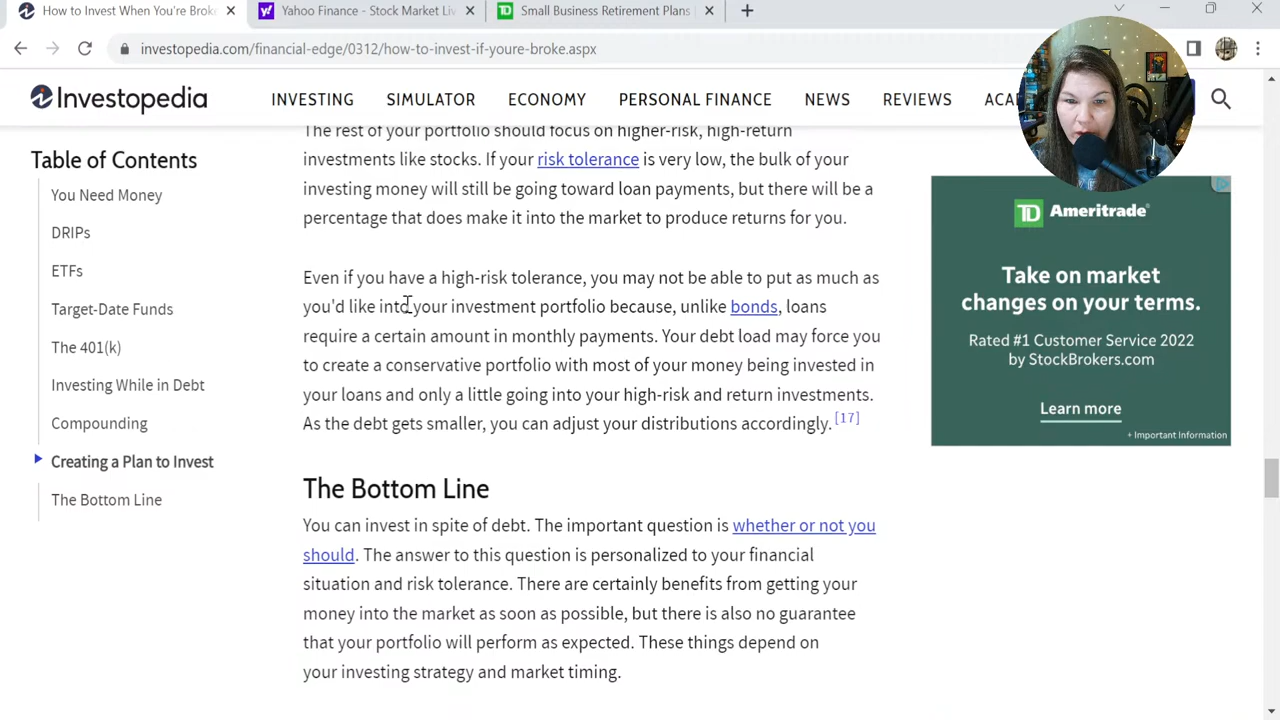 How to Invest When You're Broke
Yahoo Finance - Stock Market Liv
Small Business Retirement Plans |
investopedia.com/financial-edge/0312/how-to-invest-if-youre-broke.aspx
Investopedia
INVESTING
SIMULATOR
ECONOMY
PERSONAL FINANCE
NEWS
REVIEWS
ACA
Table of Contents
You Need Money
DRIPs
ETFs
Target-Date Funds
The 401(k)
Investing While in Debt
Compounding
Creating a Plan to Invest
The Bottom Line
The rest of your portfolio should focus on higher-risk, high-return
investments like stocks. If your risk tolerance is very low, the bulk of your
investing money will still be going toward loan payments, but there will be a
percentage that does make it into the market to produce returns for you.
Even if you have a high-risk tolerance, you may not be able to put as much as
you'd like into your investment portfolio because, unlike bonds, loans
require a certain amount in monthly payments. Your debt load may force you
to create a conservative portfolio with most of your money being invested in
your loans and only a little going into your high-risk and return investments.
As the debt gets smaller, you can adjust your distributions accordingly. [17]
The Bottom Line
You can invest in spite of debt. The important question is whether or not you
should. The answer to this question is personalized to your financial
situation and risk tolerance. There are certainly benefits from getting your
money into the market as soon as possible, but there is also no guarantee
that your portfolio will perform as expected. These things depend on
your investing strategy and market timing.
TD Ameritrade
Take on market
changes on your terms.
Rated #1 Customer Service 2022
by StockBrokers.com
Learn more
+ Important Information